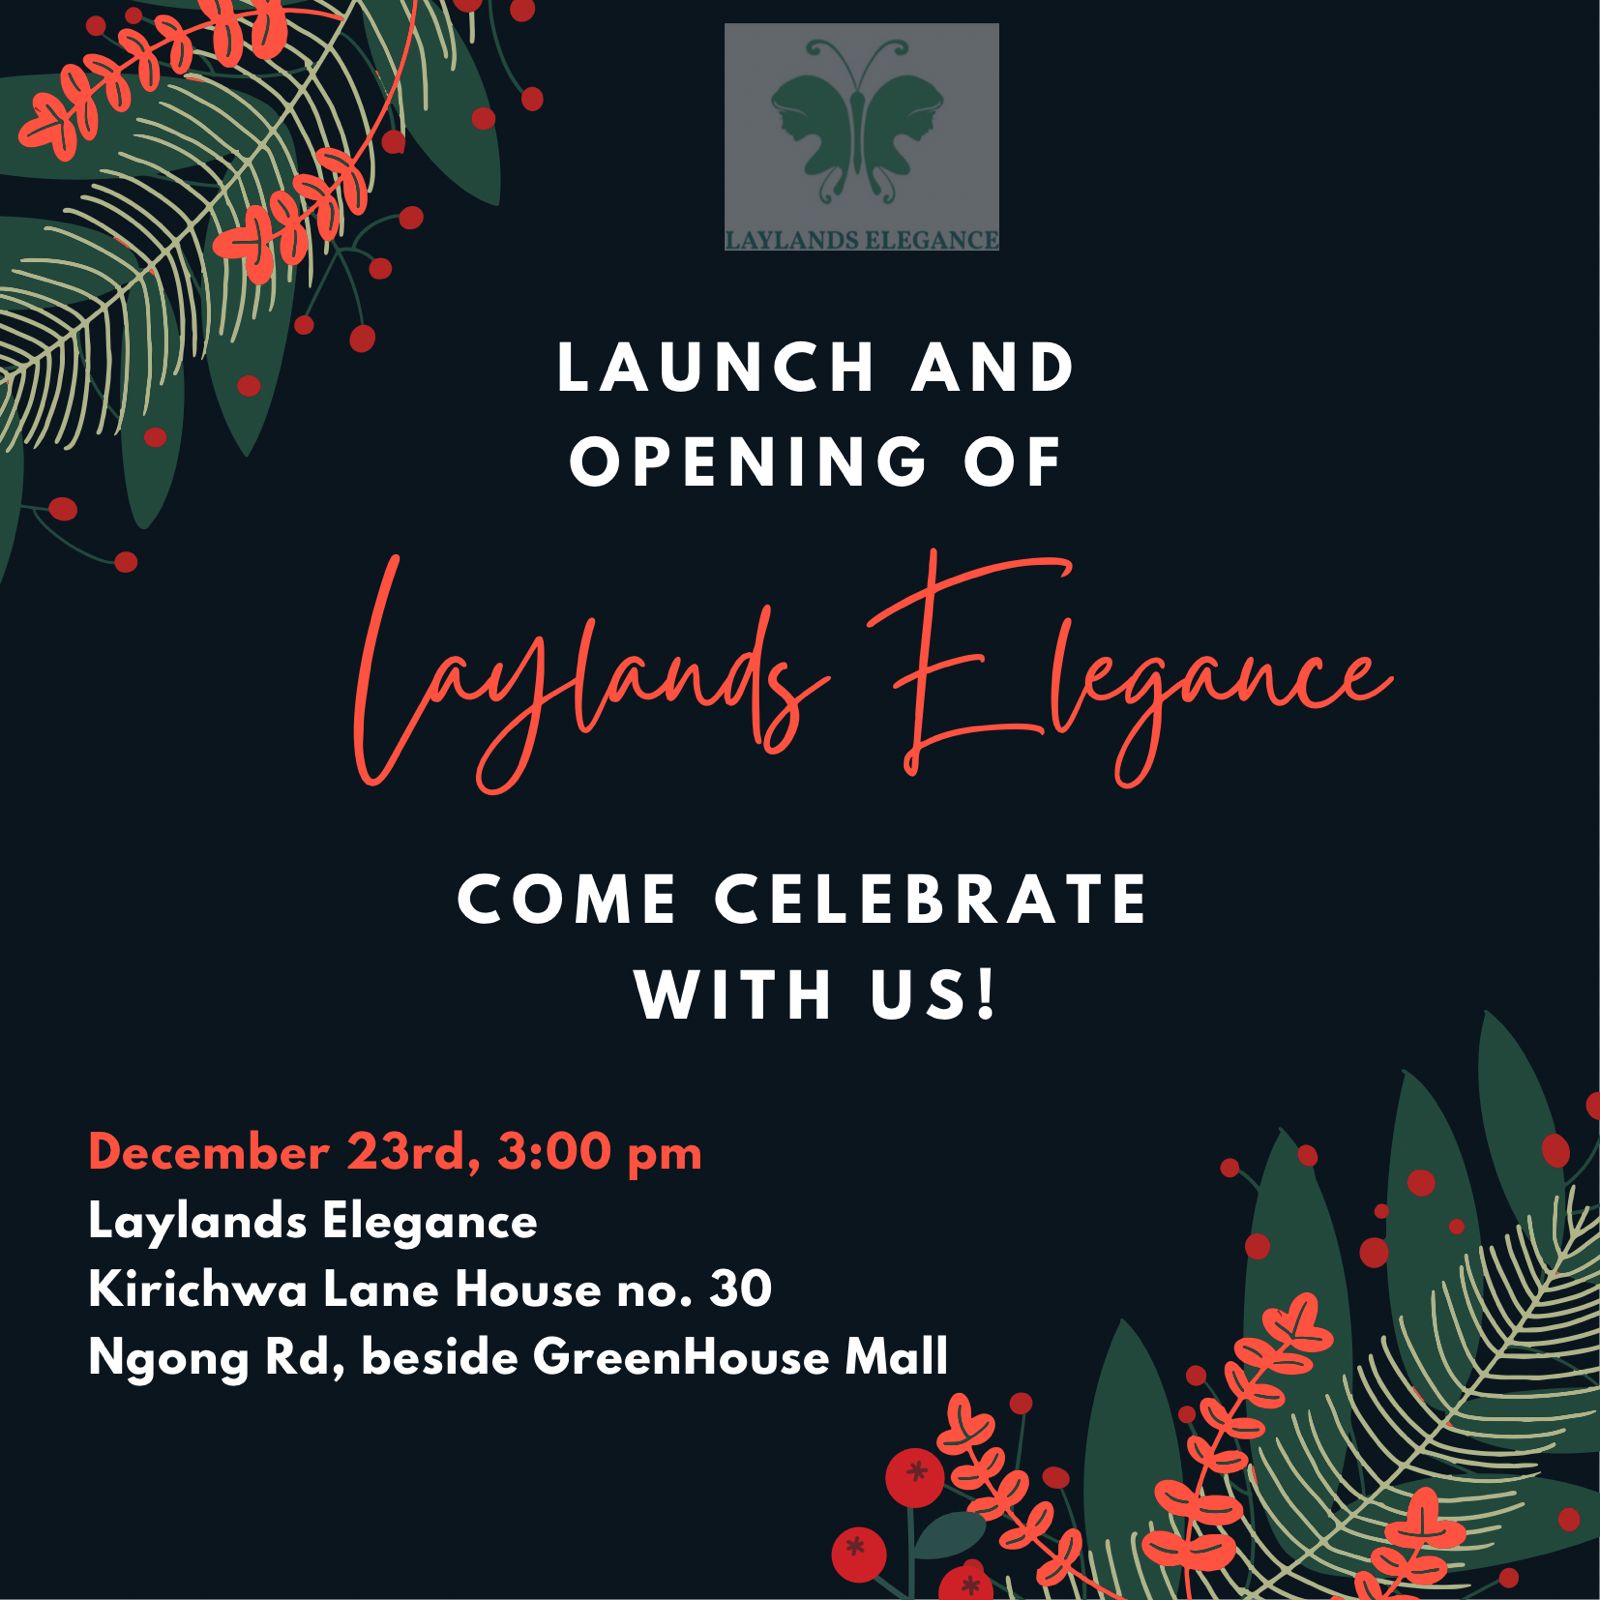 LAYLANDS ELEGANCE
LAUNCH AND
OPENING OF
Laylands Elegance
COME CELEBRATE
WITH US!
December 23rd, 3:00 pm
Laylands Elegance
Kirichwa Lane House no. 30
Ngong Rd, beside GreenHouse Mall